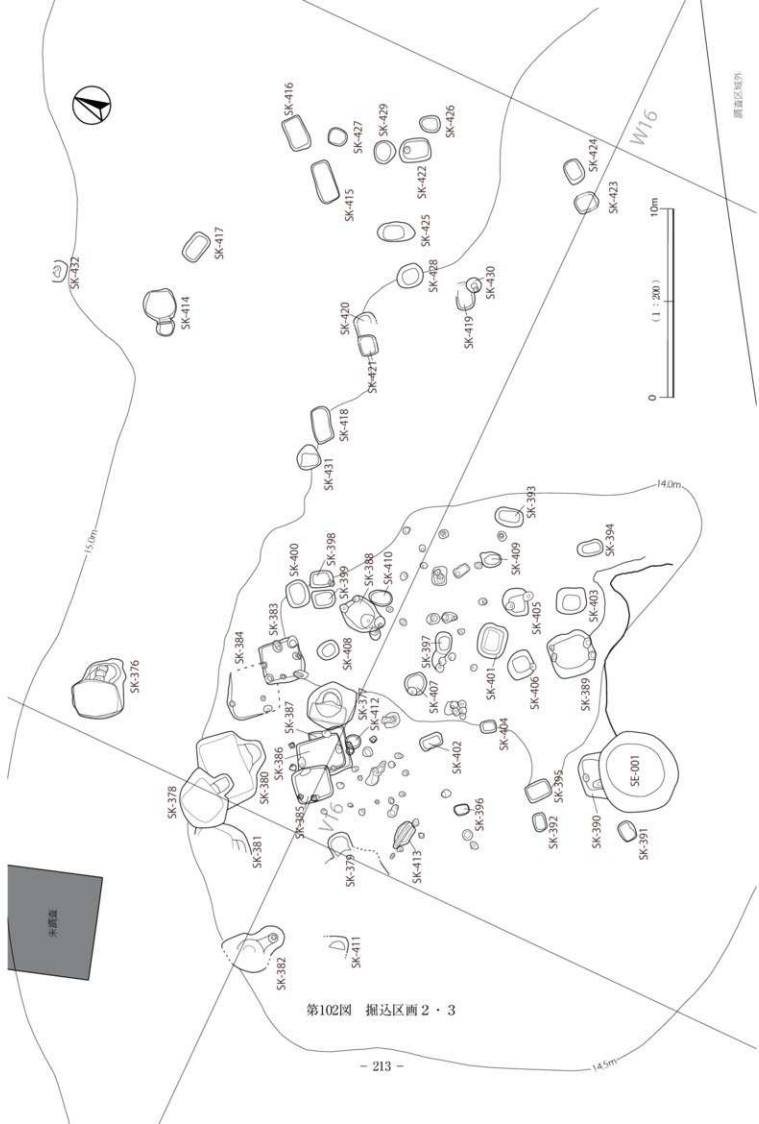 SK-416
SK-427
SK-429
SK-426
SK-422
SK-415
SK-424
W16
調査区域外
SK-423
SK-425
SK-417
SK-432
SK-428
SK-430
SK-419
SK-414
SK-420
SK-421
10m
(1:200)
0
SK-418
SK-431
15.0m
14.0m
SK-393
SK-394
SK-400
SK-398
SK-399
SK-388
SK-410
SK-409
SK-383
SK-384
SK-408
SK-397
SK-405
SK-403
SK-401
SK-406
SK-389
SK-376
SK-387
SK-386
SK-377
SK-412
SK-407
SK-404
SK-402
SK-378
SK-380
SK-385
V16
SK-381
SK-379
SK-413
SK-396
SK-395
SK-392
SK-390
SE-001
SK-391
未調査
SK-382
SK-411
14.5m
第102図 掘込区画2・3
- 213 -